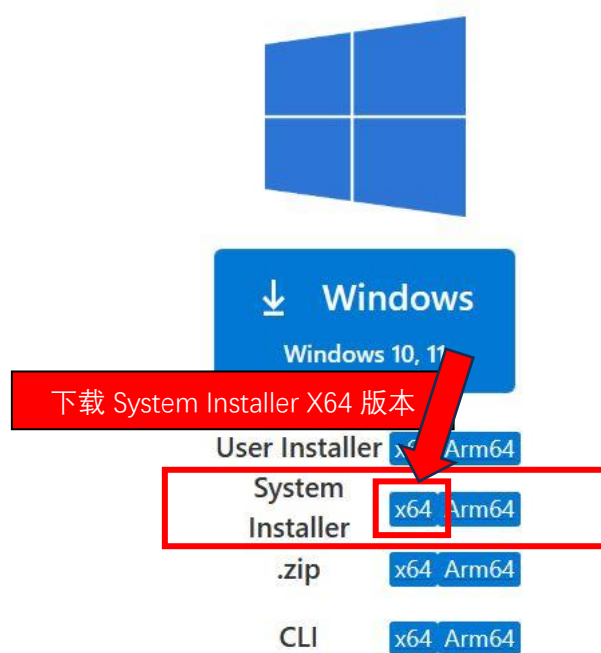 Windows
Windows 10, 11
下载 System Installer X64 版本
User Installer x64 Arm64
System
Installer
x64 Arm64
.zip x64 Arm64
CLI x64 Arm64